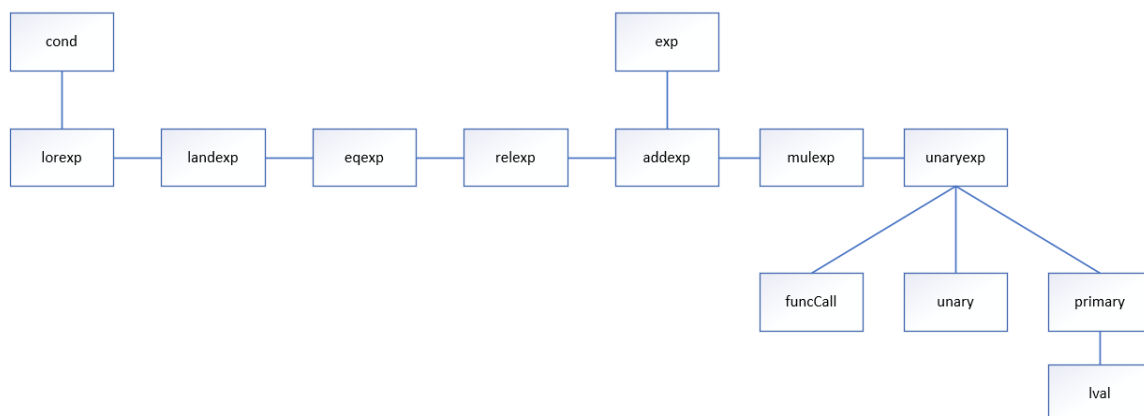 cond
exp
lorexp
landexp
eqexp
relexp
addexp
mulexp
unaryexp
funcCall
unary
primary
lval